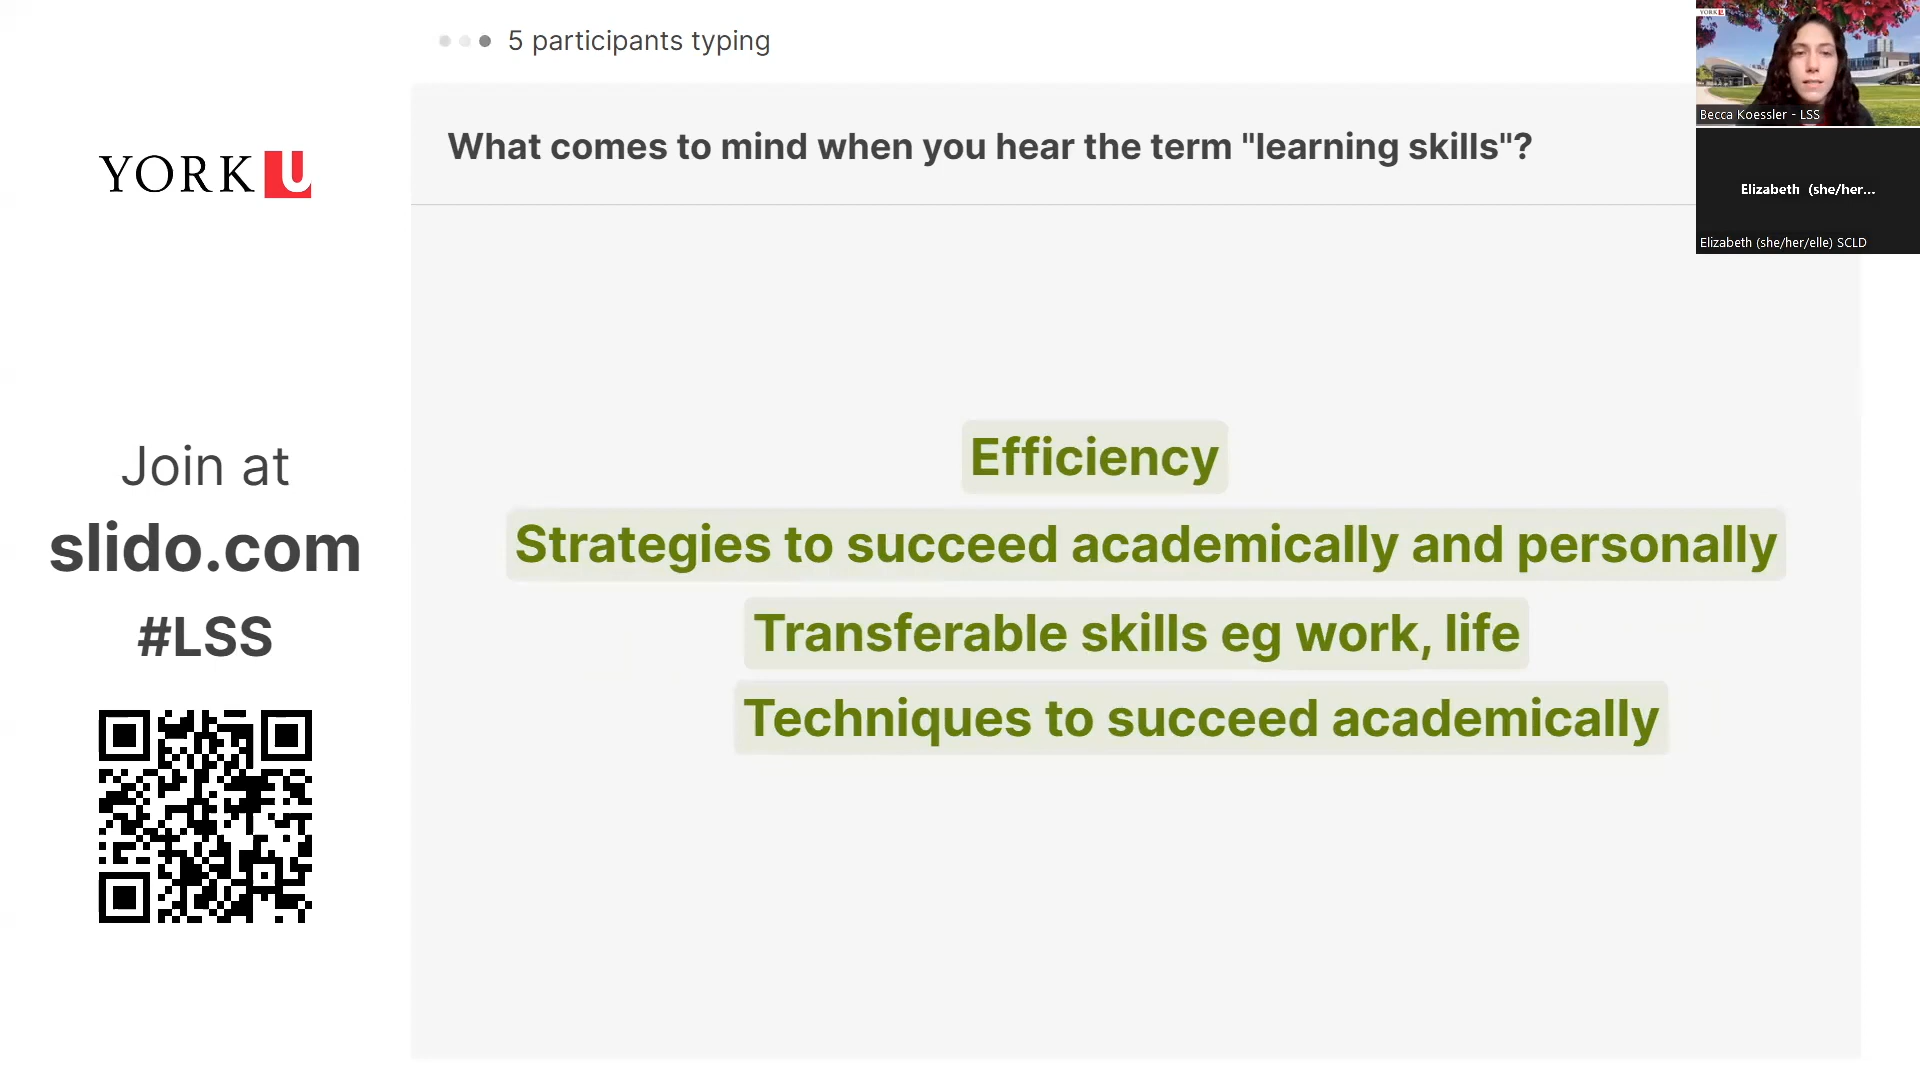 5 participants typing
What comes to mind when you hear the term "learning skills"?
YORK U
Join at
slido.com
#LSS
Efficiency
Strategies to succeed academically and personally
Transferable skills eg work, life
Techniques to succeed academically
YORK U
Becca Koessler - LSS
Elizabeth (she/her...
Elizabeth (she/her/elle) SCLD